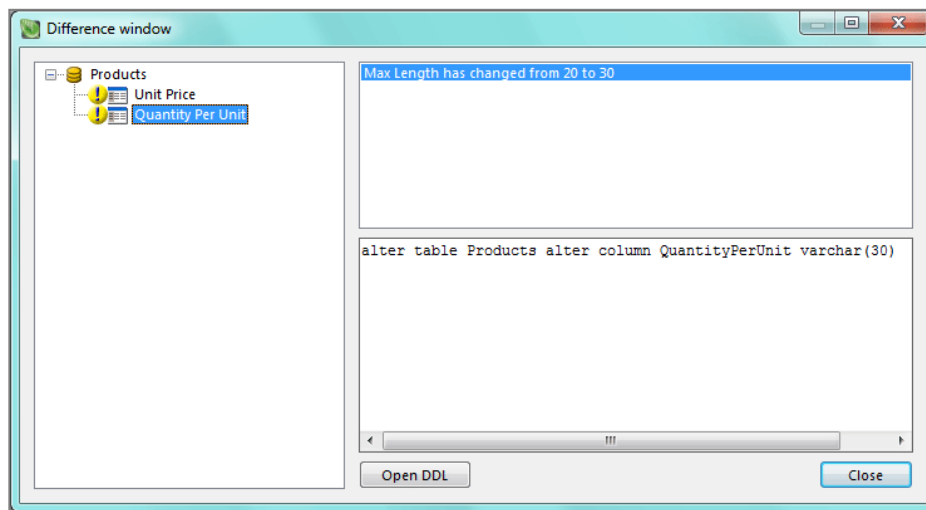 Difference window
Products
Unit Price
Quantity Per Unit
Max Length has changed from 20 to 30
alter table Products alter column QuantityPerUnit varchar(30)
Open DDL
Close